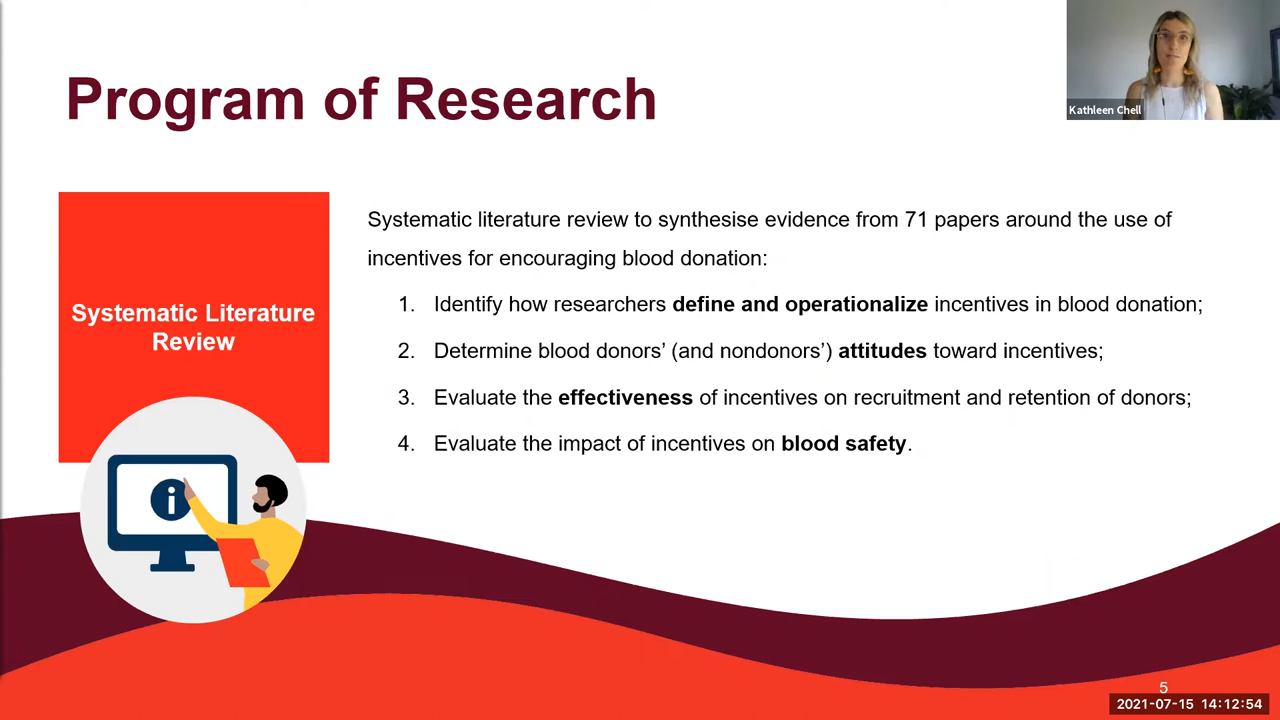 Program of Research
Kathleen Chell
Systematic Literature
Review
Systematic literature review to synthesise evidence from 71 papers around the use of
incentives for encouraging blood donation:
1. Identify how researchers define and operationalize incentives in blood donation;
2. Determine blood donors’ (and nondonors’) attitudes toward incentives;
3. Evaluate the effectiveness of incentives on recruitment and retention of donors;
4. Evaluate the impact of incentives on blood safety.
i
5
2021-07-15 14:12:54